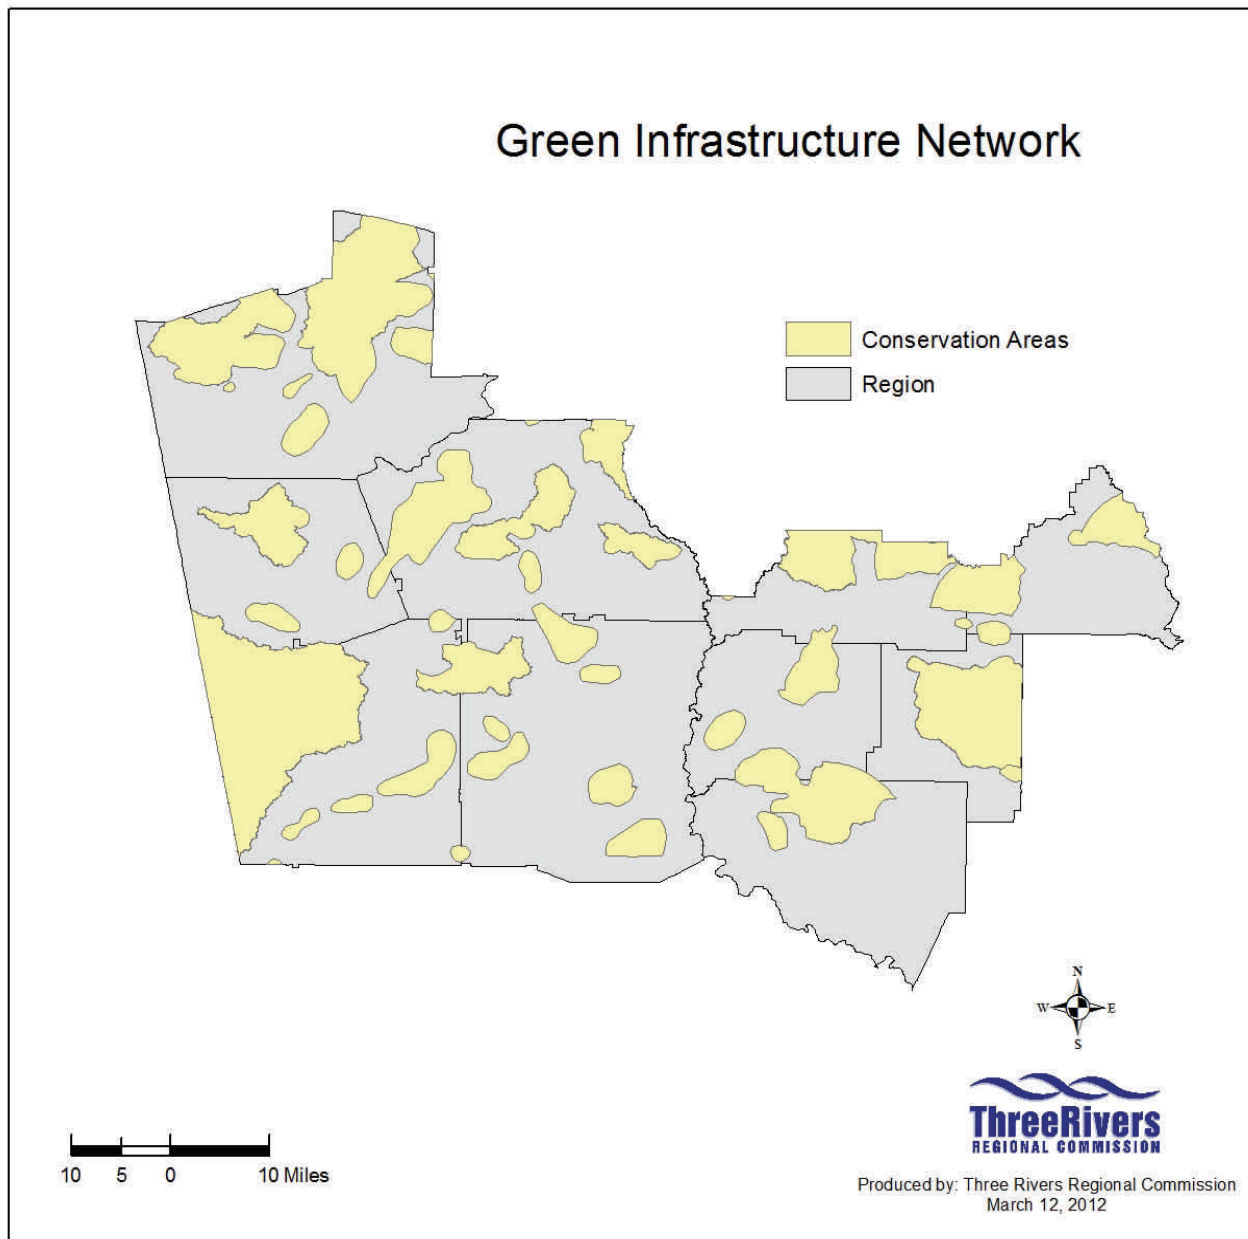 Green Infrastructure Network
Conservation Areas
Region
N
W E
S
ThreeRivers
REGIONAL COMMISSION
10 5 0 10 Miles
Produced by: Three Rivers Regional Commission
March 12, 2012